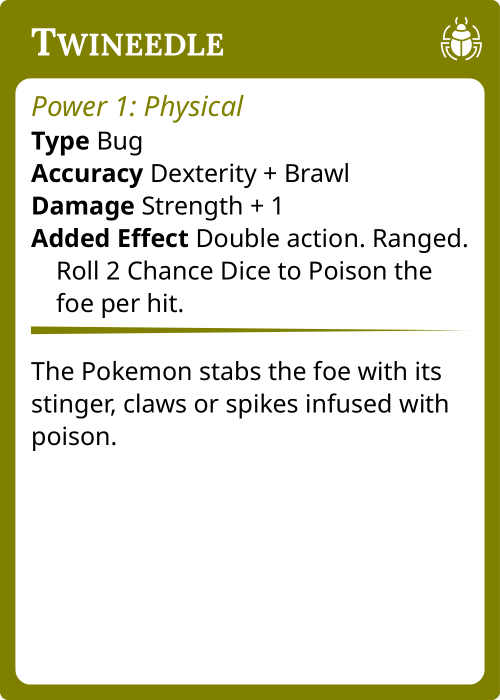 TWINEEDLE
Power 1: Physical
Type Bug
Accuracy Dexterity + Brawl
Damage Strength + 1
Added Effect Double action. Ranged.
Roll 2 Chance Dice to Poison the
foe per hit.
The Pokemon stabs the foe with its
stinger, claws or spikes infused with
poison.